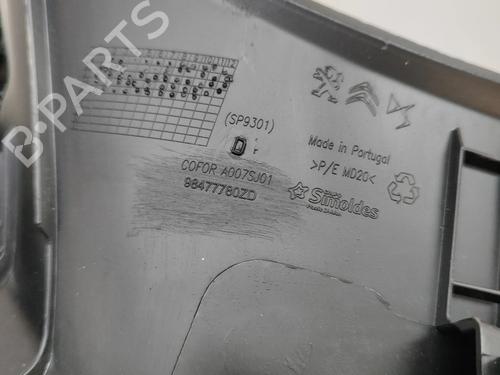 B-PARTS
(SP9301)
D
Made in Portugal
>P/E MD20<
COFOR A007SJ01
98477780ZD
Simoldes